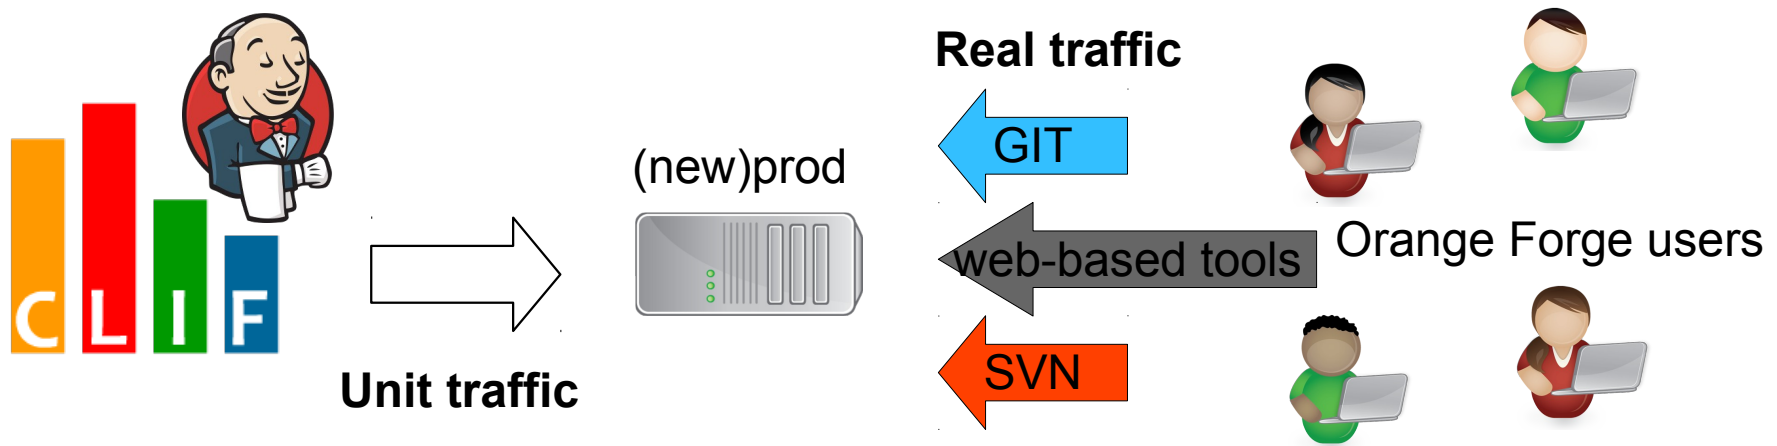 CLIF
Unit traffic
(new)prod
Real traffic
GIT
web-based tools
SVN
Orange Forge users